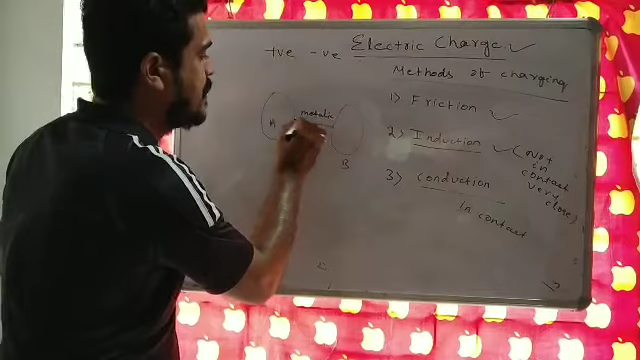 +ve -ve Electric Charge
Methods of charging
1) Friction
2) Induction (Not
in
contact
very
close)
3) Conduction
in contact
metalic
A
B